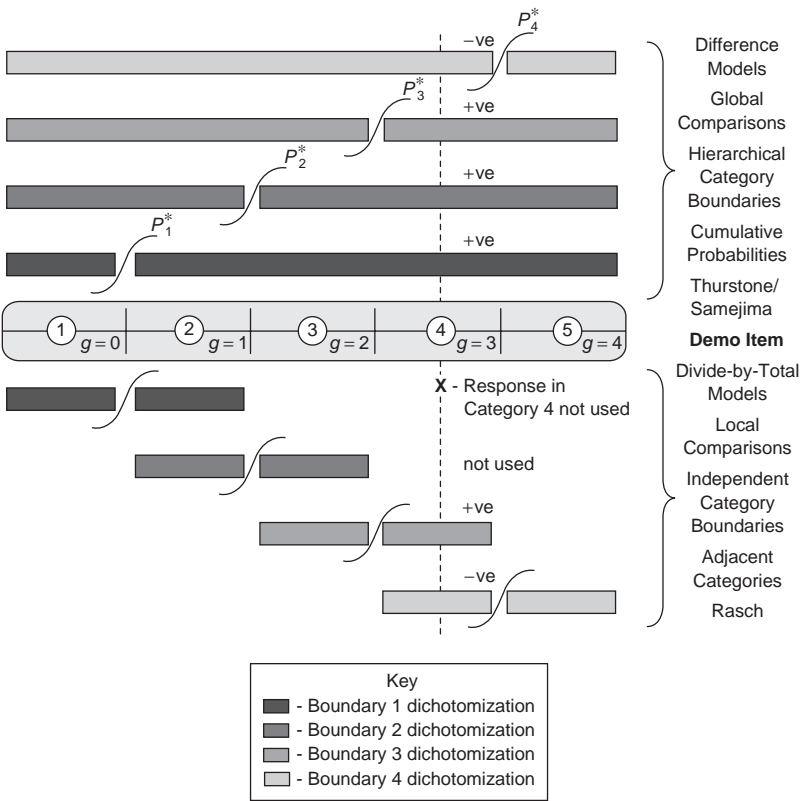 P*4
−ve
Difference
Models
P*3
+ve
Global
Comparisons
P*2
+ve
Hierarchical
Category
Boundaries
P*1
+ve
Cumulative
Probabilities
Thurstone/
Samejima
1 g = 0 2 g = 1 3 g = 2 4 g = 3 5 g = 4
Demo Item
X - Response in
Category 4 not used
Divide-by-Total
Models
Local
Comparisons
not used
Independent
Category
Boundaries
+ve
Adjacent
Categories
−ve
Rasch
Key
- Boundary 1 dichotomization
- Boundary 2 dichotomization
- Boundary 3 dichotomization
- Boundary 4 dichotomization